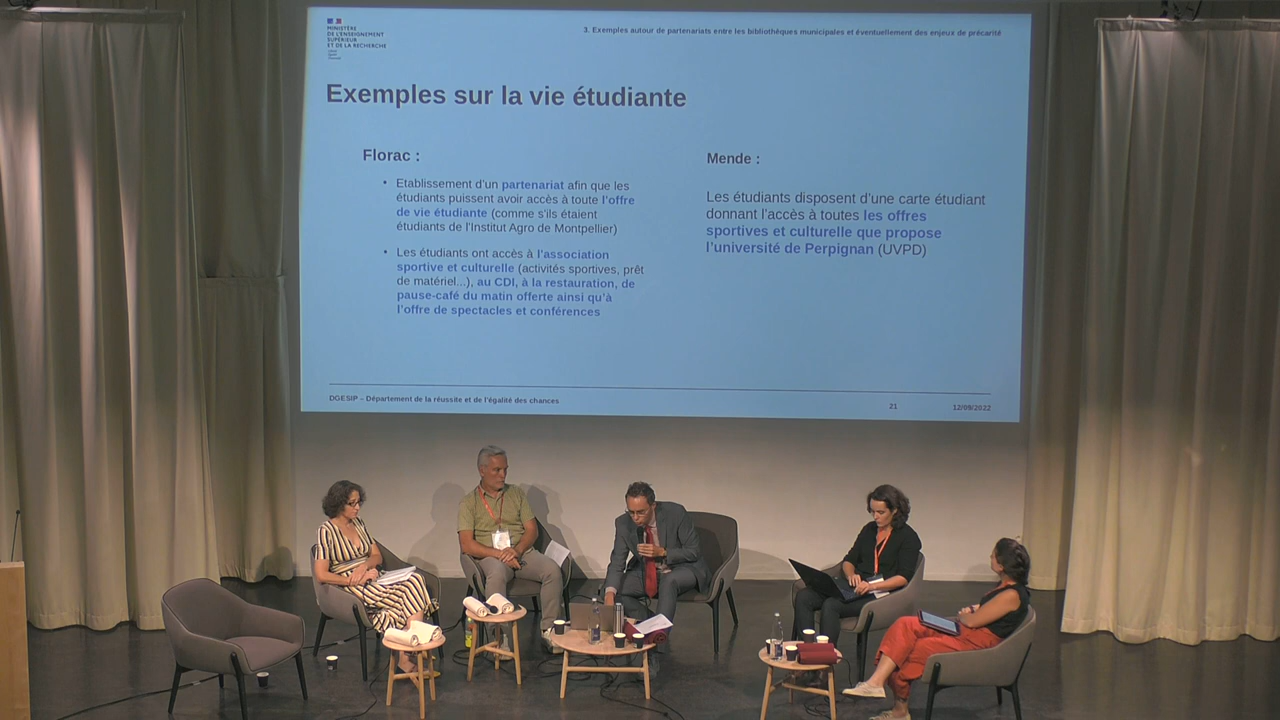 MINISTÈRE
DE L'ENSEIGNEMENT
SUPÉRIEUR
ET DE LA RECHERCHE
3. Exemples autour de partenariats entre les bibliothèques municipales et éventuellement des enjeux de précarité
Exemples sur la vie étudiante
Florac :
• Etablissement d'un partenariat afin que les
étudiants puissent avoir accès à toute l'offre
de vie étudiante (comme s'ils étaient
étudiants de l'Institut Agro de Montpellier)
• Les étudiants ont accès à l'association
sportive et culturelle (activités sportives, prêt
de matériel...), au CDI, à la restauration, de
pause-café du matin offerte ainsi qu'à
l'offre de spectacles et conférences
Mende :
Les étudiants disposent d'une carte étudiant
donnant l'accès à toutes les offres
sportives et culturelle que propose
l'université de Perpignan (UVPD)
DGESIP – Département de la réussite et de l'égalité des chances
21
12/09/2022